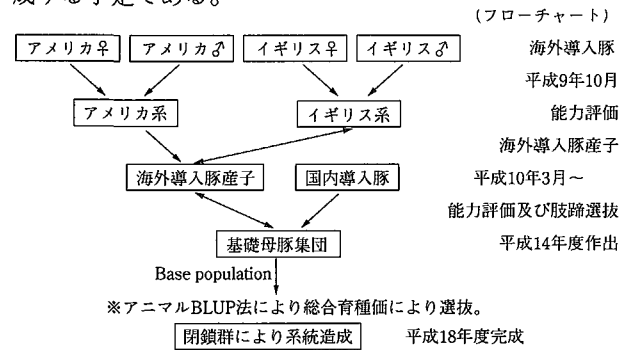 成する予定である。
(フローチャート)
アメリカ♀ アメリカ♂ イギリス♀ イギリス♂ 海外導入豚
平成9年10月
アメリカ系 イギリス系 能力評価
海外導入豚産子
海外導入豚産子 国内導入豚 平成10年3月〜
能力評価及び肢蹄選抜
基礎母豚集団 平成14年度作出
Base population
※アニマルBLUP法により総合育種価により選抜。
閉鎖群により系統造成 平成18年度完成